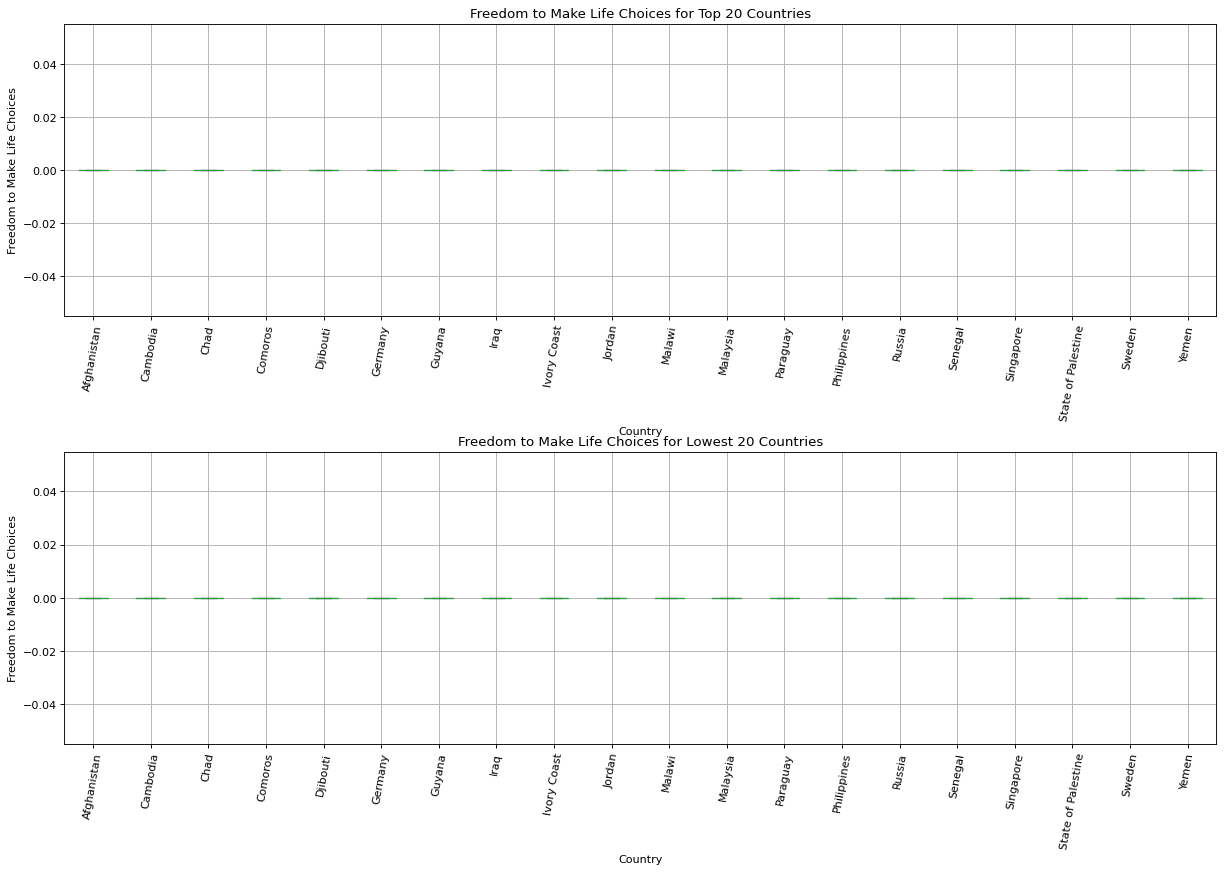 Freedom to Make Life Choices for Top 20 Countries
Freedom to Make Life Choices
0.04
0.02
0.00
−0.02
−0.04
Afghanistan
Cambodia
Chad
Comoros
Djibouti
Germany
Guyana
Iraq
Ivory Coast
Jordan
Malawi
Malaysia
Paraguay
Philippines
Russia
Senegal
Singapore
State of Palestine
Sweden
Yemen
Country
Freedom to Make Life Choices for Lowest 20 Countries
Freedom to Make Life Choices
0.04
0.02
0.00
−0.02
−0.04
Afghanistan
Cambodia
Chad
Comoros
Djibouti
Germany
Guyana
Iraq
Ivory Coast
Jordan
Malawi
Malaysia
Paraguay
Philippines
Russia
Senegal
Singapore
State of Palestine
Sweden
Yemen
Country